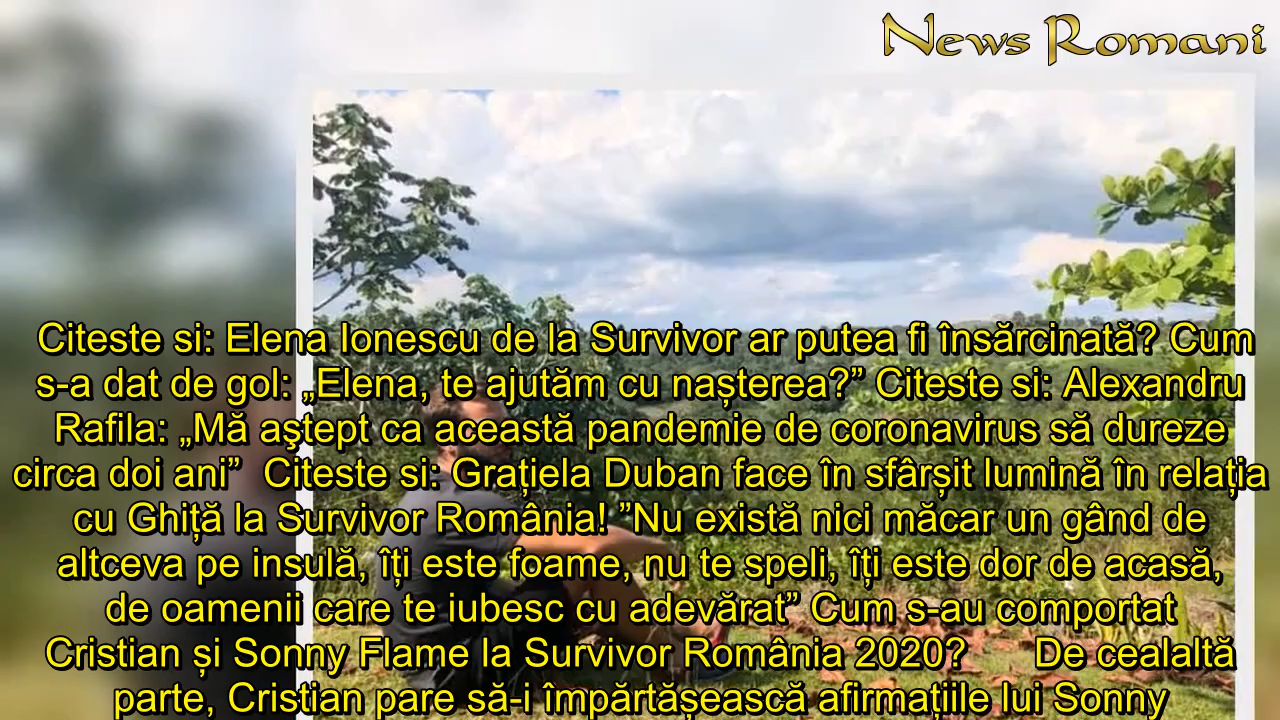 News Romani
Citeste si: Elena Ionescu de la Survivor ar putea fi însărcinată? Cum
s-a dat de gol: „Elena, te ajutăm cu nașterea?” Citeste si: Alexandru
Rafila: „Mă aştept ca această pandemie de coronavirus să dureze
circa doi ani” Citeste si: Grațiela Duban face în sfârșit lumină în relația
cu Ghiță la Survivor România! ”Nu există nici măcar un gând de
altceva pe insulă, îți este foame, nu te speli, îți este dor de acasă,
de oamenii care te iubesc cu adevărat” Cum s-au comportat
Cristian și Sonny Flame la Survivor România 2020? De cealaltă
parte, Cristian pare să-i împărtășească afirmațiile lui Sonny